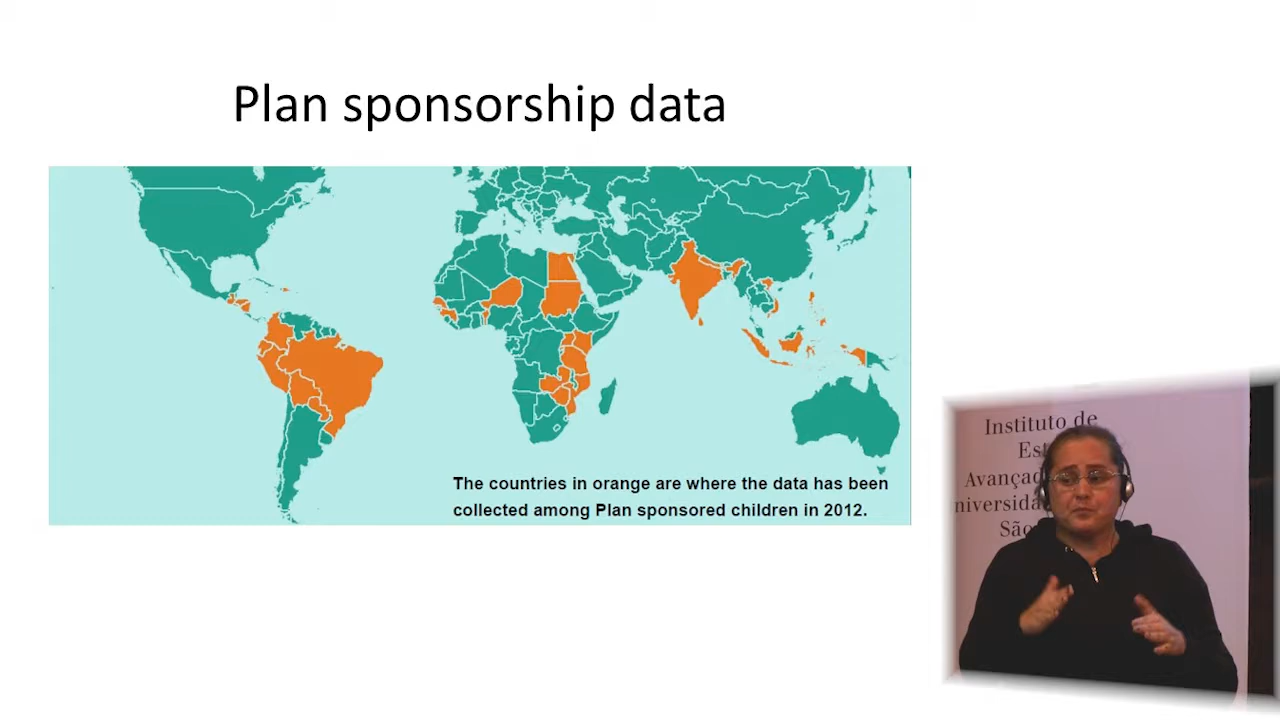 Plan sponsorship data
The countries in orange are where the data has been
collected among Plan sponsored children in 2012.
Instituto de
Avançad
niversida
São